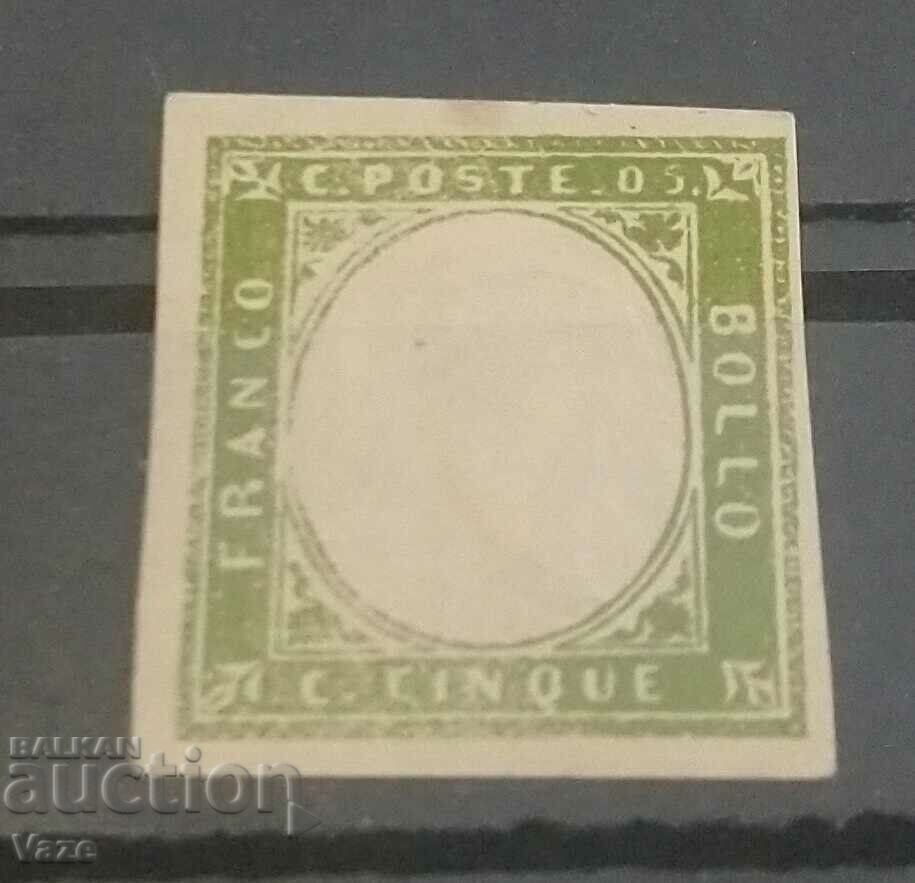 C. POSTE. 05.
FRANCO
BOLLO
C. CINQUE
BALKAN
auction
Vaze